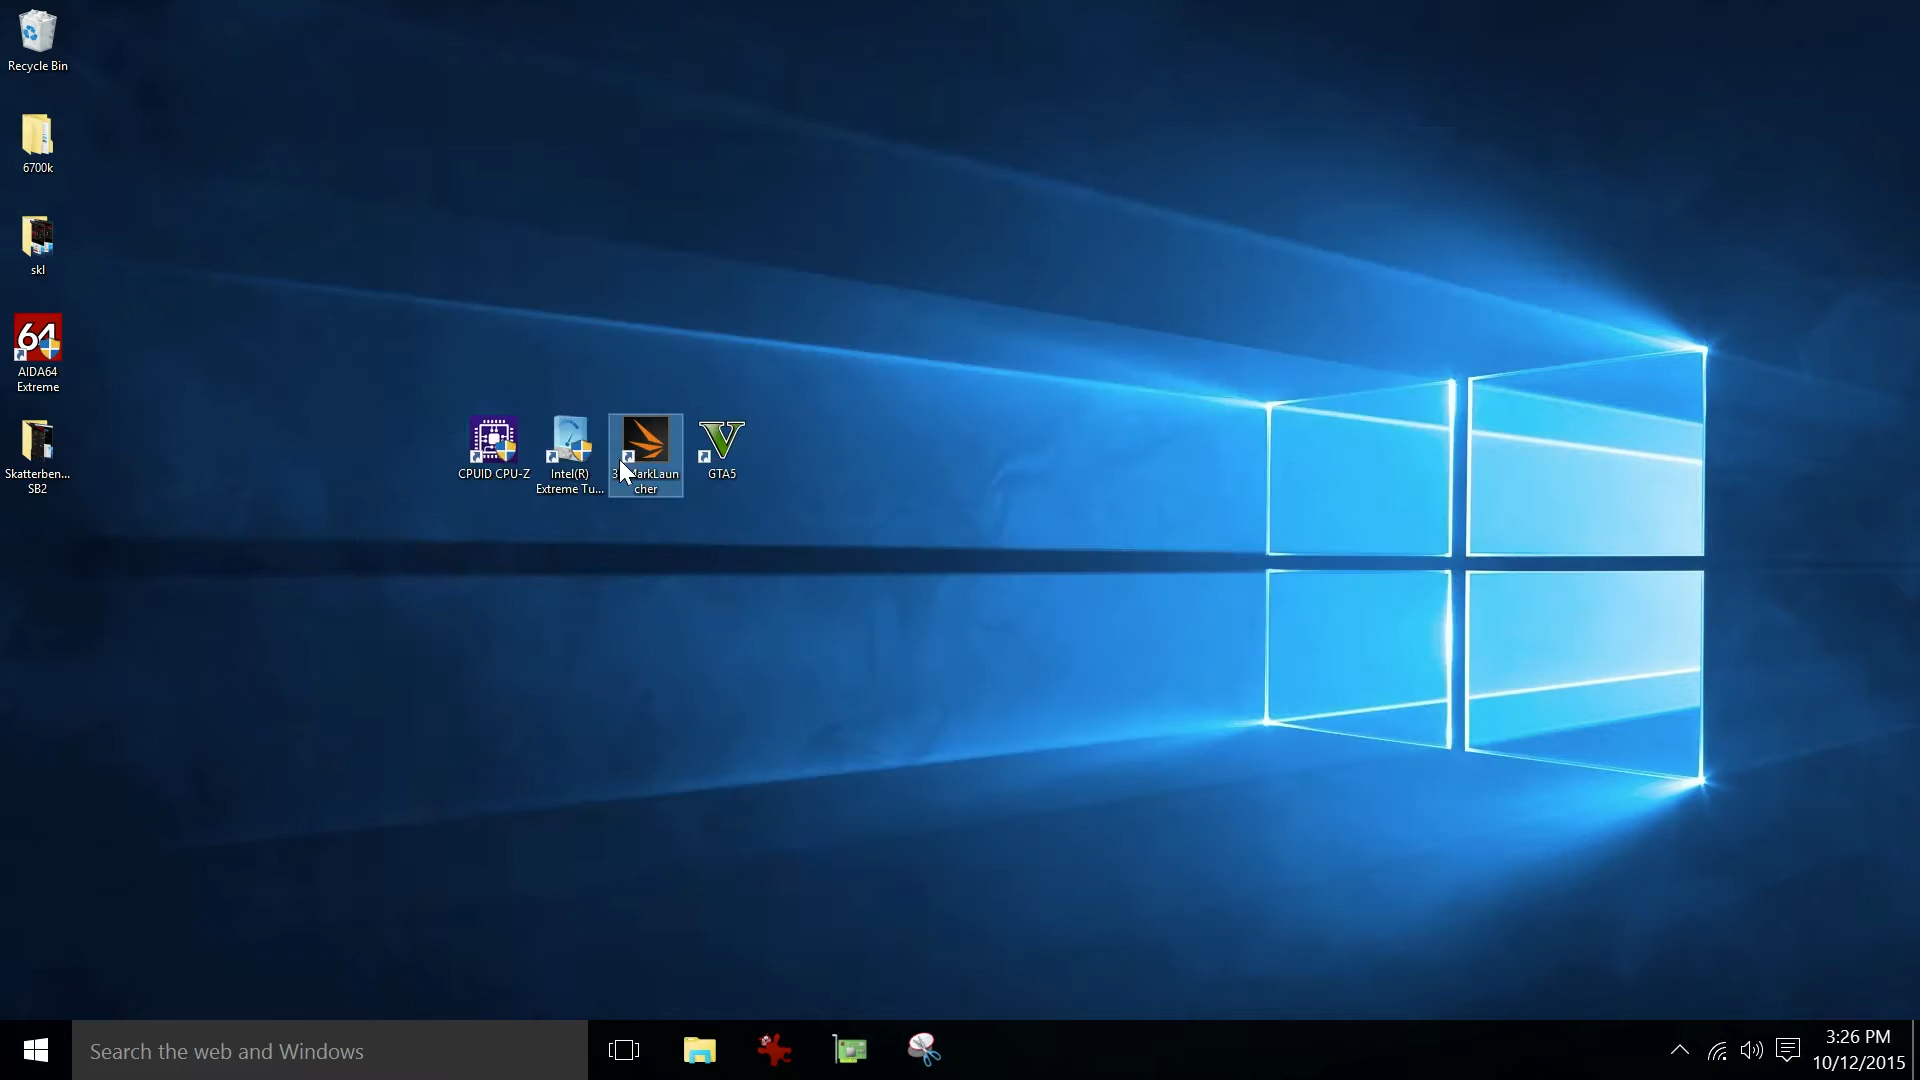 Recycle Bin
6700k
skl
64
AIDA64
Extreme
Skatterben...
SB2
CPUID CPU-Z
Intel(R)
Extreme Tu...
cher
V
GTA5
Search the web and Windows
3:26 PM
10/12/2015